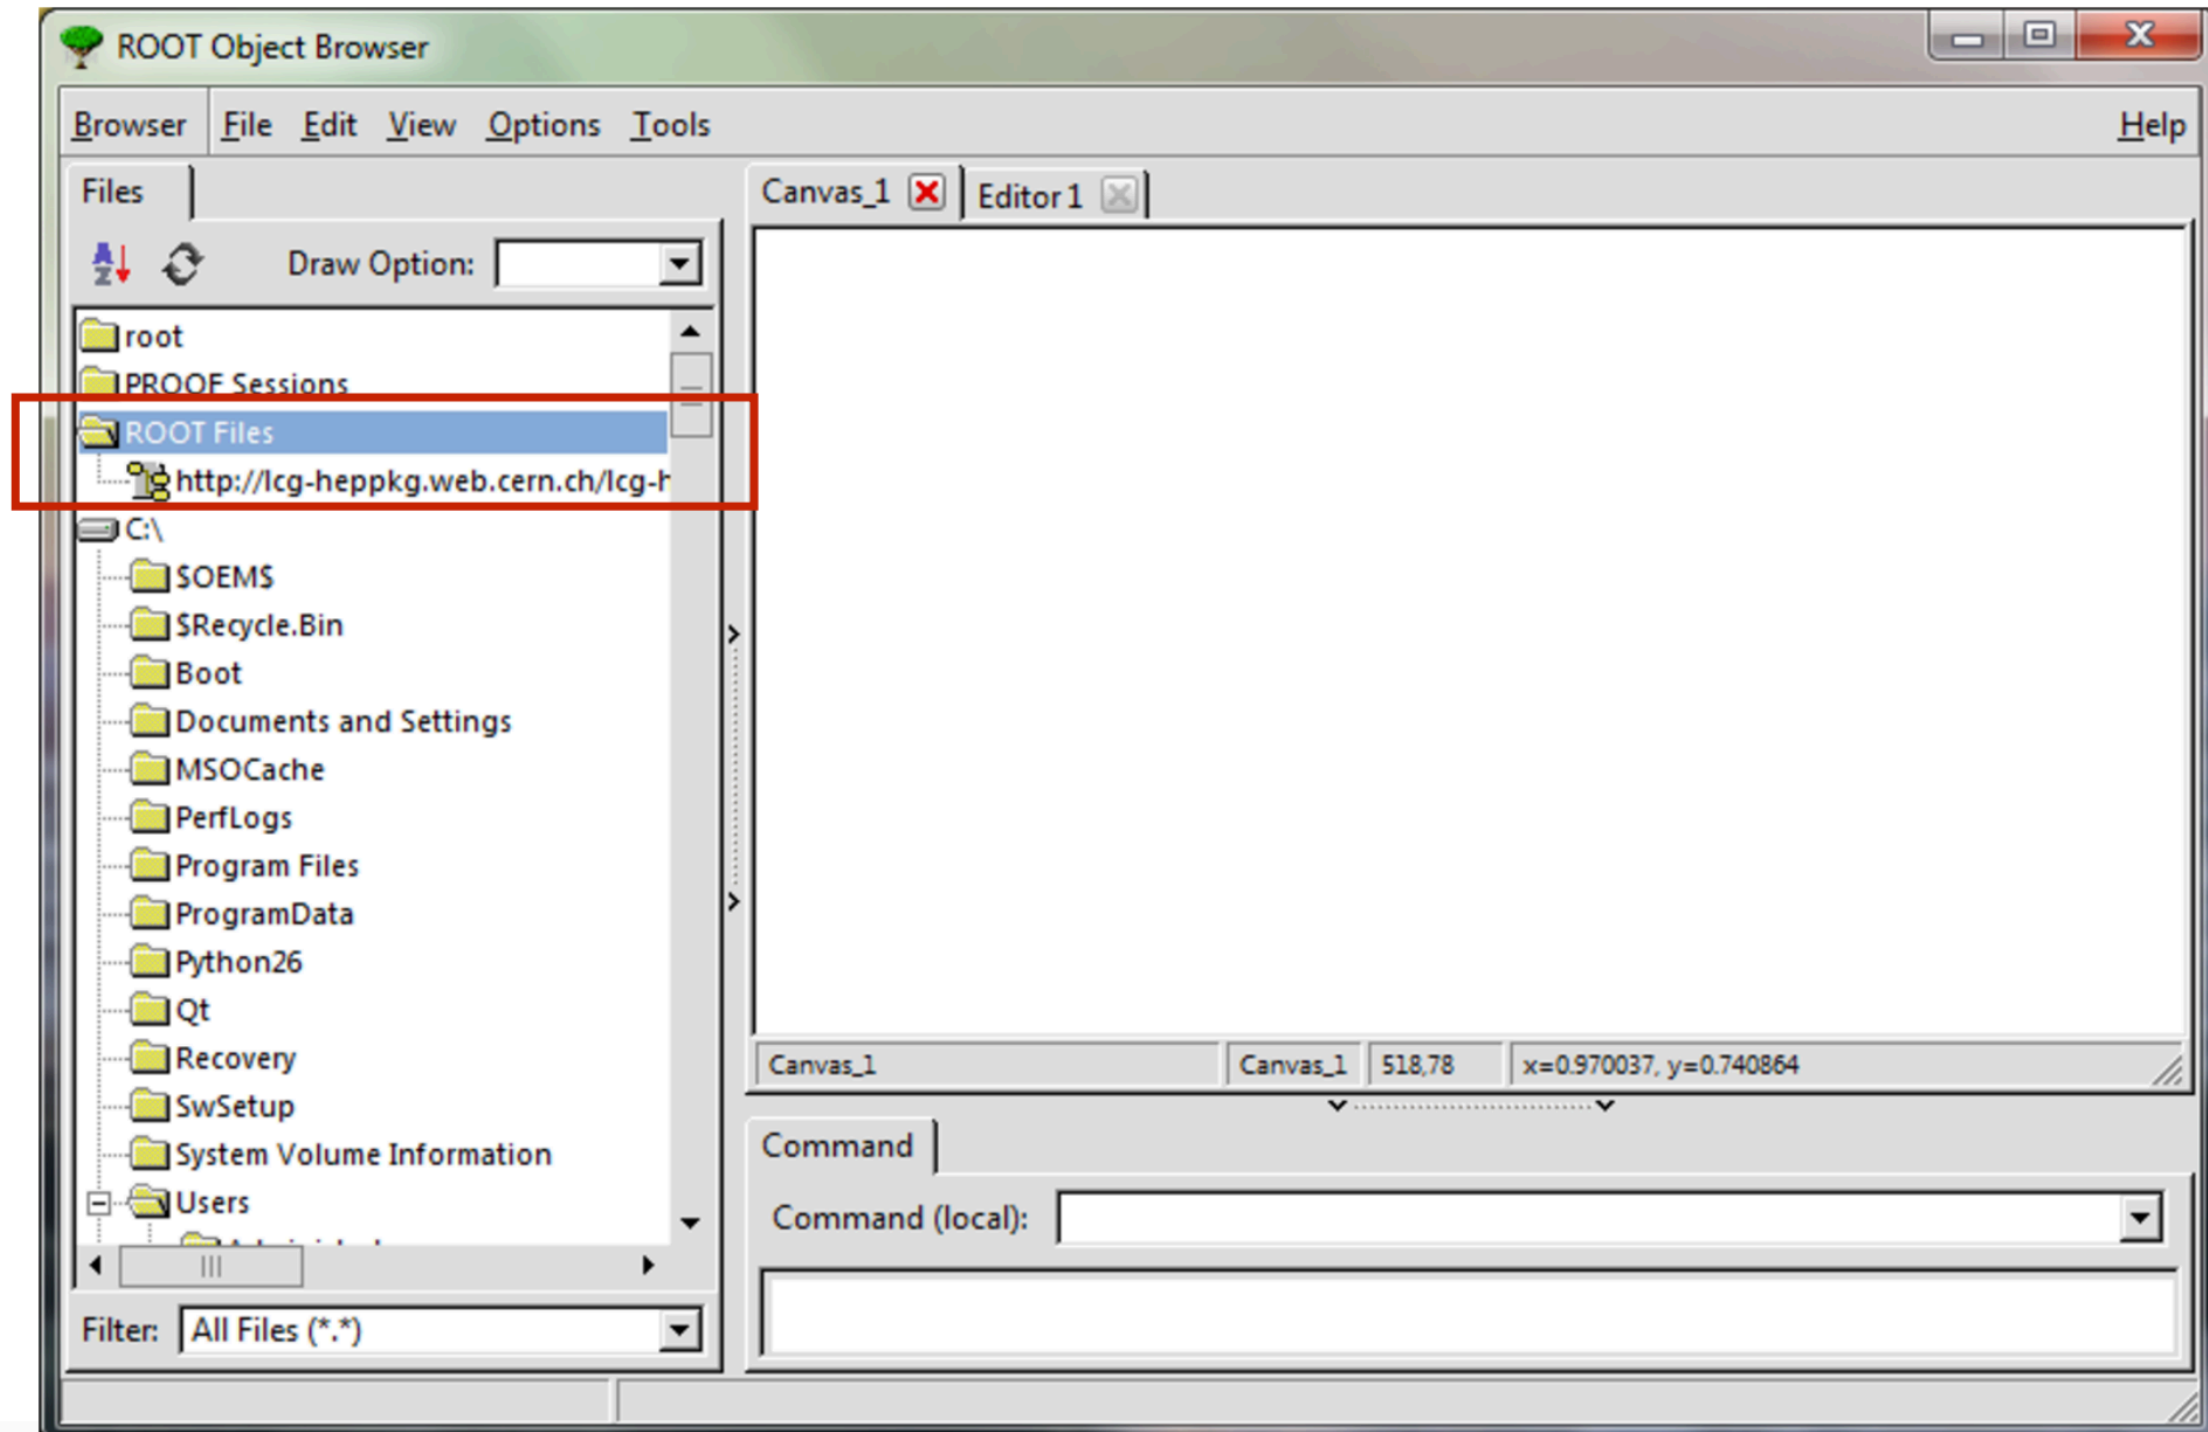 ROOT Object Browser
Browser File Edit View Options Tools Help
Files
Draw Option:
root
PROOF Sessions
ROOT Files
http://lcg-heppkg.web.cern.ch/lcg-h
C:\
$OEM$
$Recycle.Bin
Boot
Documents and Settings
MSOCache
PerfLogs
Program Files
ProgramData
Python26
Qt
Recovery
SwSetup
System Volume Information
Users
Filter: All Files (*.*)
Canvas_1 Editor 1
Canvas_1 Canvas_1 518,78 x=0.970037, y=0.740864
Command
Command (local):